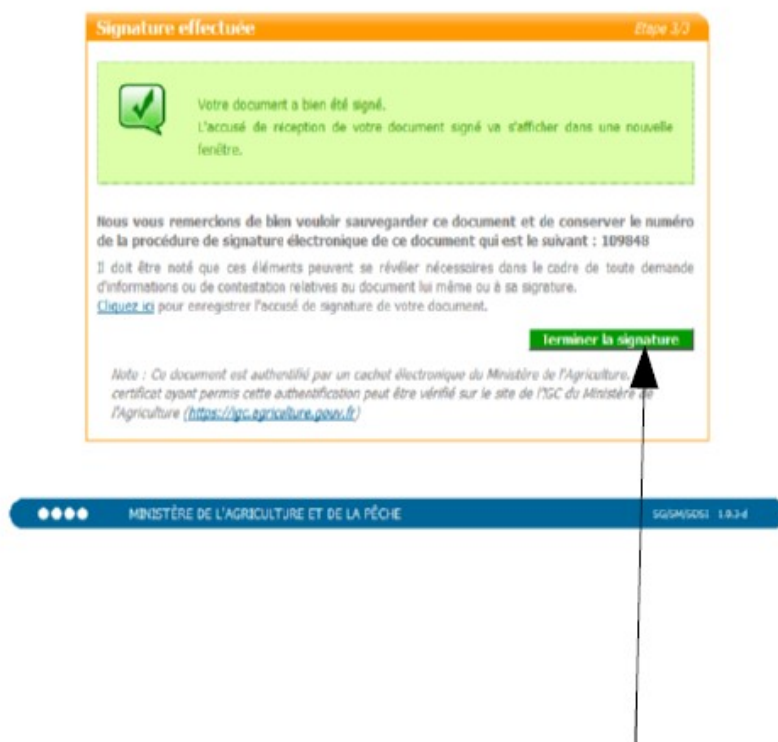 Signature effectuée
Etape 3/3
Votre document a bien été signé.
L'accusé de réception de votre document signé va s'afficher dans une nouvelle
fenêtre.
Nous vous remercions de bien vouloir sauvegarder ce document et de conserver le numéro
de la procédure de signature électronique de ce document qui est le suivant : 109848
Il doit être noté que ces éléments peuvent se révéler nécessaires dans le cadre de toute demande
d'informations ou de contestation relatives au document lui même ou à sa signature.
Cliquez ici pour enregistrer l'accusé de signature de votre document.
Terminer la signature
Note : Ce document est authentifié par un cachet électronique du Ministère de l'Agriculture.
certificat ayant permis cette authentification peut être vérifié sur le site de l'IGC du Ministère de
l'Agriculture (https://igc.agriculture.gouv.fr)
MINISTÈRE DE L'AGRICULTURE ET DE LA PÊCHE
SG/SM/SDSI 1.0.3-d